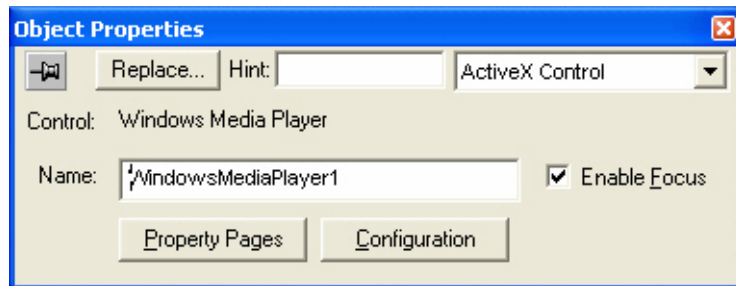 Object Properties
Replace... Hint: ActiveX Control
Control: Windows Media Player
Name: WindowsMediaPlayer1 Enable Focus
Property Pages Configuration